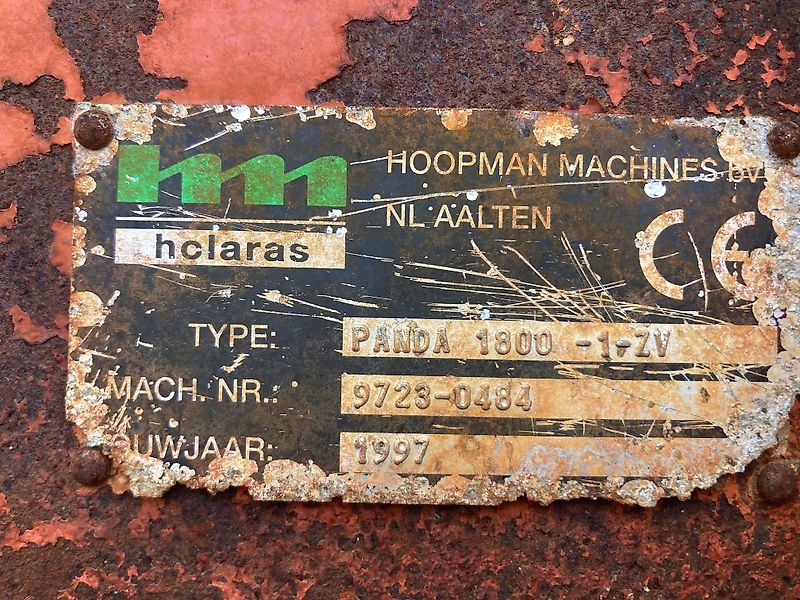 hm
HOOPMAN MACHINES bv
NL AALTEN
hclaras
CE
TYPE: PANDA 1800 -1-ZV
MACH. NR.: 9723-0484
OUWJAAR: 1997